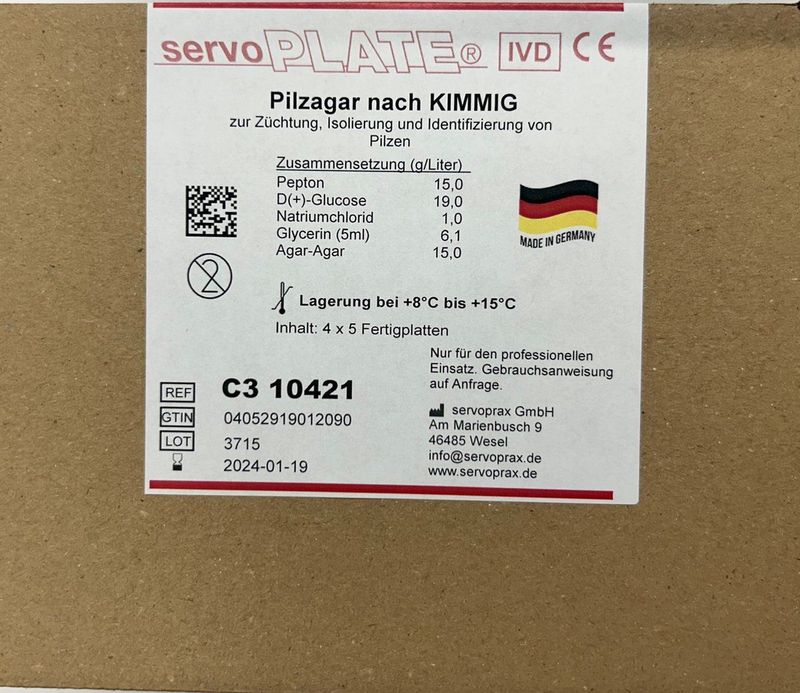 servoPLATE® IVD CE
Pilzagar nach KIMMIG
zur Züchtung, Isolierung und Identifizierung von
Pilzen
Zusammensetzung (g/Liter)
Pepton 15,0
D(+)-Glucose 19,0
Natriumchlorid 1,0
Glycerin (5ml) 6,1
Agar-Agar 15,0
MADE IN GERMANY
2
Lagerung bei +8°C bis +15°C
Inhalt: 4 x 5 Fertigplatten
Nur für den professionellen
Einsatz. Gebrauchsanweisung
auf Anfrage.
REF C3 10421
GTIN 04052919012090
LOT 3715
2024-01-19
servoprax GmbH
Am Marienbusch 9
46485 Wesel
info@servoprax.de
www.servoprax.de